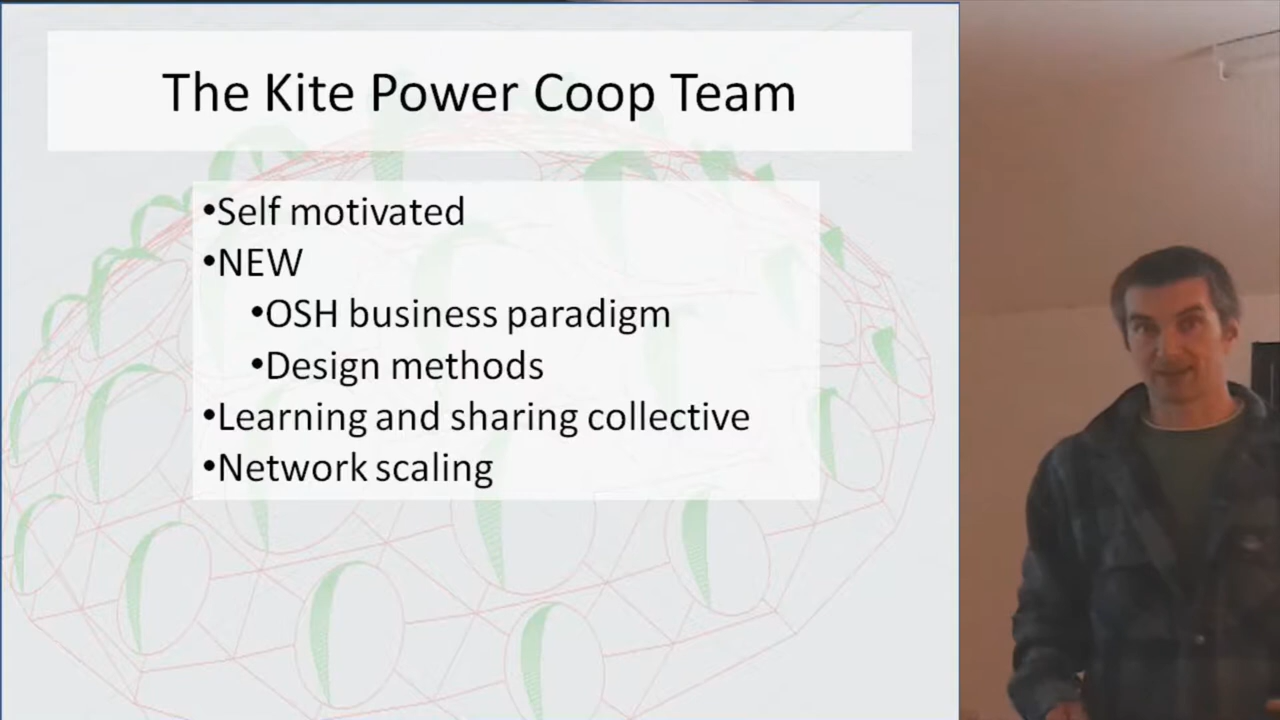 The Kite Power Coop Team
•Self motivated
•NEW
•OSH business paradigm
•Design methods
•Learning and sharing collective
•Network scaling